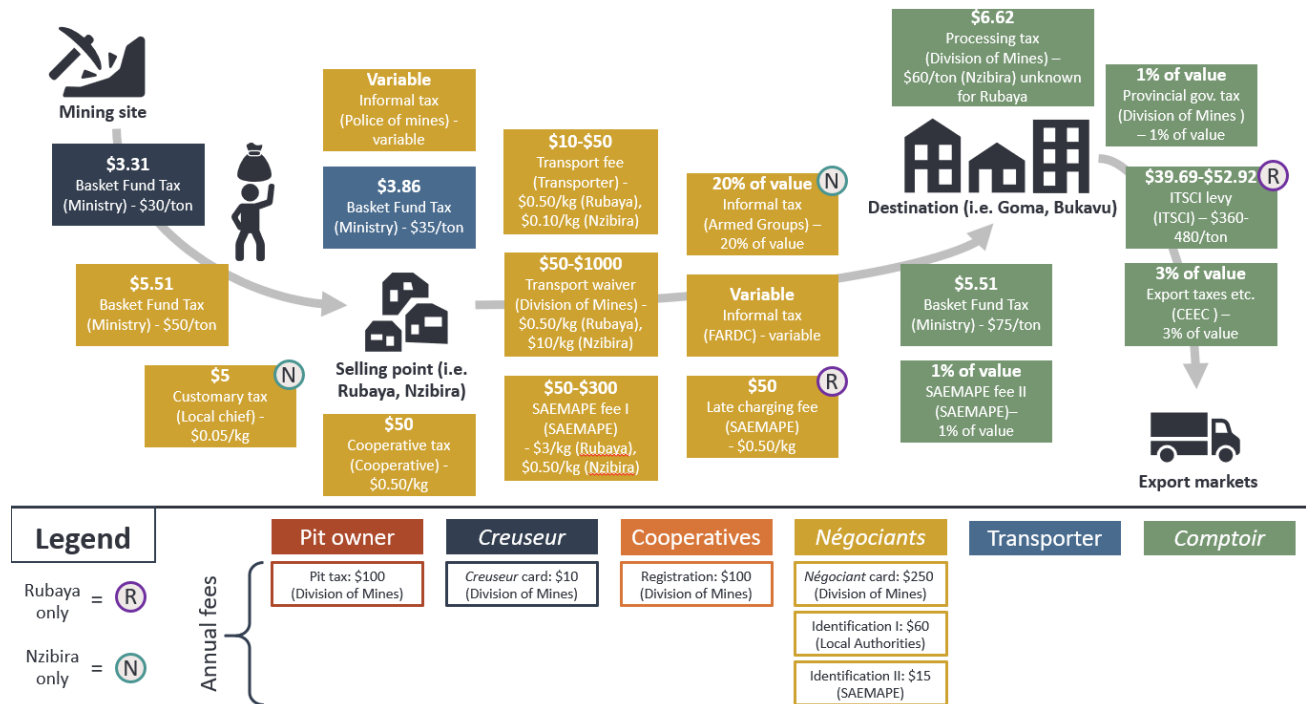 Mining site
$3.31
Basket Fund Tax
(Ministry) - $30/ton
$5.51
Basket Fund Tax
(Ministry) - $50/ton
N
$5
Customary tax
(Local chief) -
$0.05/kg
Variable
Informal tax
(Police of mines) -
variable
$3.86
Basket Fund Tax
(Ministry) - $35/ton
Selling point (i.e.
Rubaya, Nzibira)
$50
Cooperative tax
(Cooperative) -
$0.50/kg
$10-$50
Transport fee
(Transporter) -
$0.50/kg (Rubaya),
$0.10/kg (Nzibira)
$50-$1000
Transport waiver
(Division of Mines) -
$0.50/kg (Rubaya),
$10/kg (Nzibira)
$50-$300
SAEMAPE fee I
(SAEMAPE)
- $3/kg (Rubaya),
$0.50/kg (Nzibira)
N
20% of value
Informal tax
(Armed Groups) –
20% of value
Variable
Informal tax
(FARDC) - variable
R
$50
Late charging fee
(SAEMAPE)
- $0.50/kg
$6.62
Processing tax
(Division of Mines) –
$60/ton (Nzibira) unknown
for Rubaya
Destination (i.e. Goma, Bukavu)
$5.51
Basket Fund Tax
(Ministry) - $75/ton
1% of value
SAEMAPE fee II
(SAEMAPE)–
1% of value
1% of value
Provincial gov. tax
(Division of Mines )
– 1% of value
R
$39.69-$52.92
ITSCI levy
(ITSCI) – $360-
480/ton
3% of value
Export taxes etc.
(CEEC ) –
3% of value
Export markets
Legend
Rubaya
only
=
R
Nzibira
only
=
N
Annual fees
Pit owner
Pit tax: $100
(Division of Mines)
Creuseur
Creuseur card: $10
(Division of Mines)
Cooperatives
Registration: $100
(Division of Mines)
Négociants
Négociant card: $250
(Division of Mines)
Identification I: $60
(Local Authorities)
Identification II: $15
(SAEMAPE)
Transporter
Comptoir